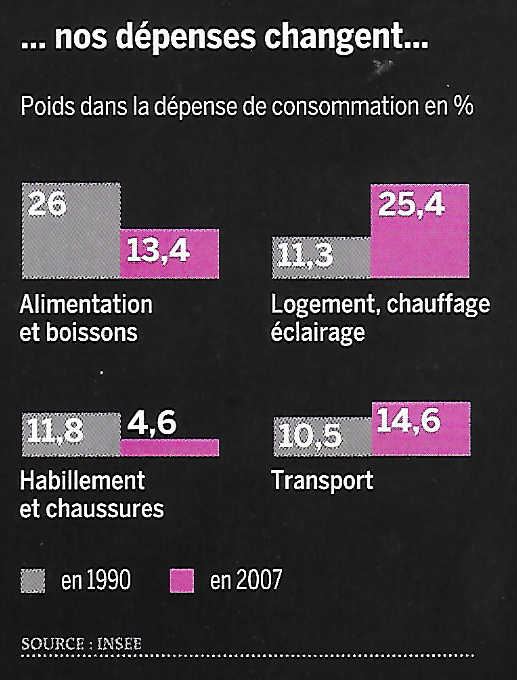 ... nos dépenses changent...
Poids dans la dépense de consommation en %
26
13,4
Alimentation
et boissons
11,3
25,4
Logement, chauffage
éclairage
11,8
4,6
Habillement
et chaussures
10,5
14,6
Transport
en 1990
en 2007
SOURCE : INSEE